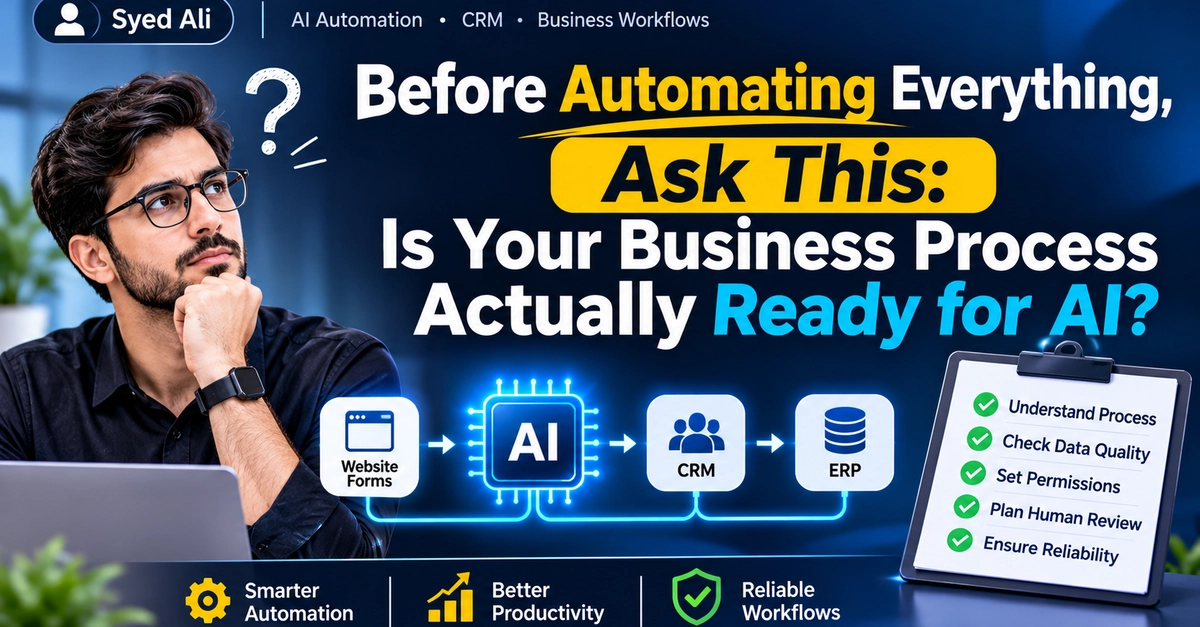 Syed Ali
AI Automation • CRM • Business Workflows
?
Before Automating Everything,
Ask This:
Is Your Business Process
Actually Ready for AI?
Website
Forms
AI
CRM
ERP
Understand Process
Check Data Quality
Set Permissions
Plan Human Review
Ensure Reliability
Smarter
Automation
Better
Productivity
Reliable
Workflows